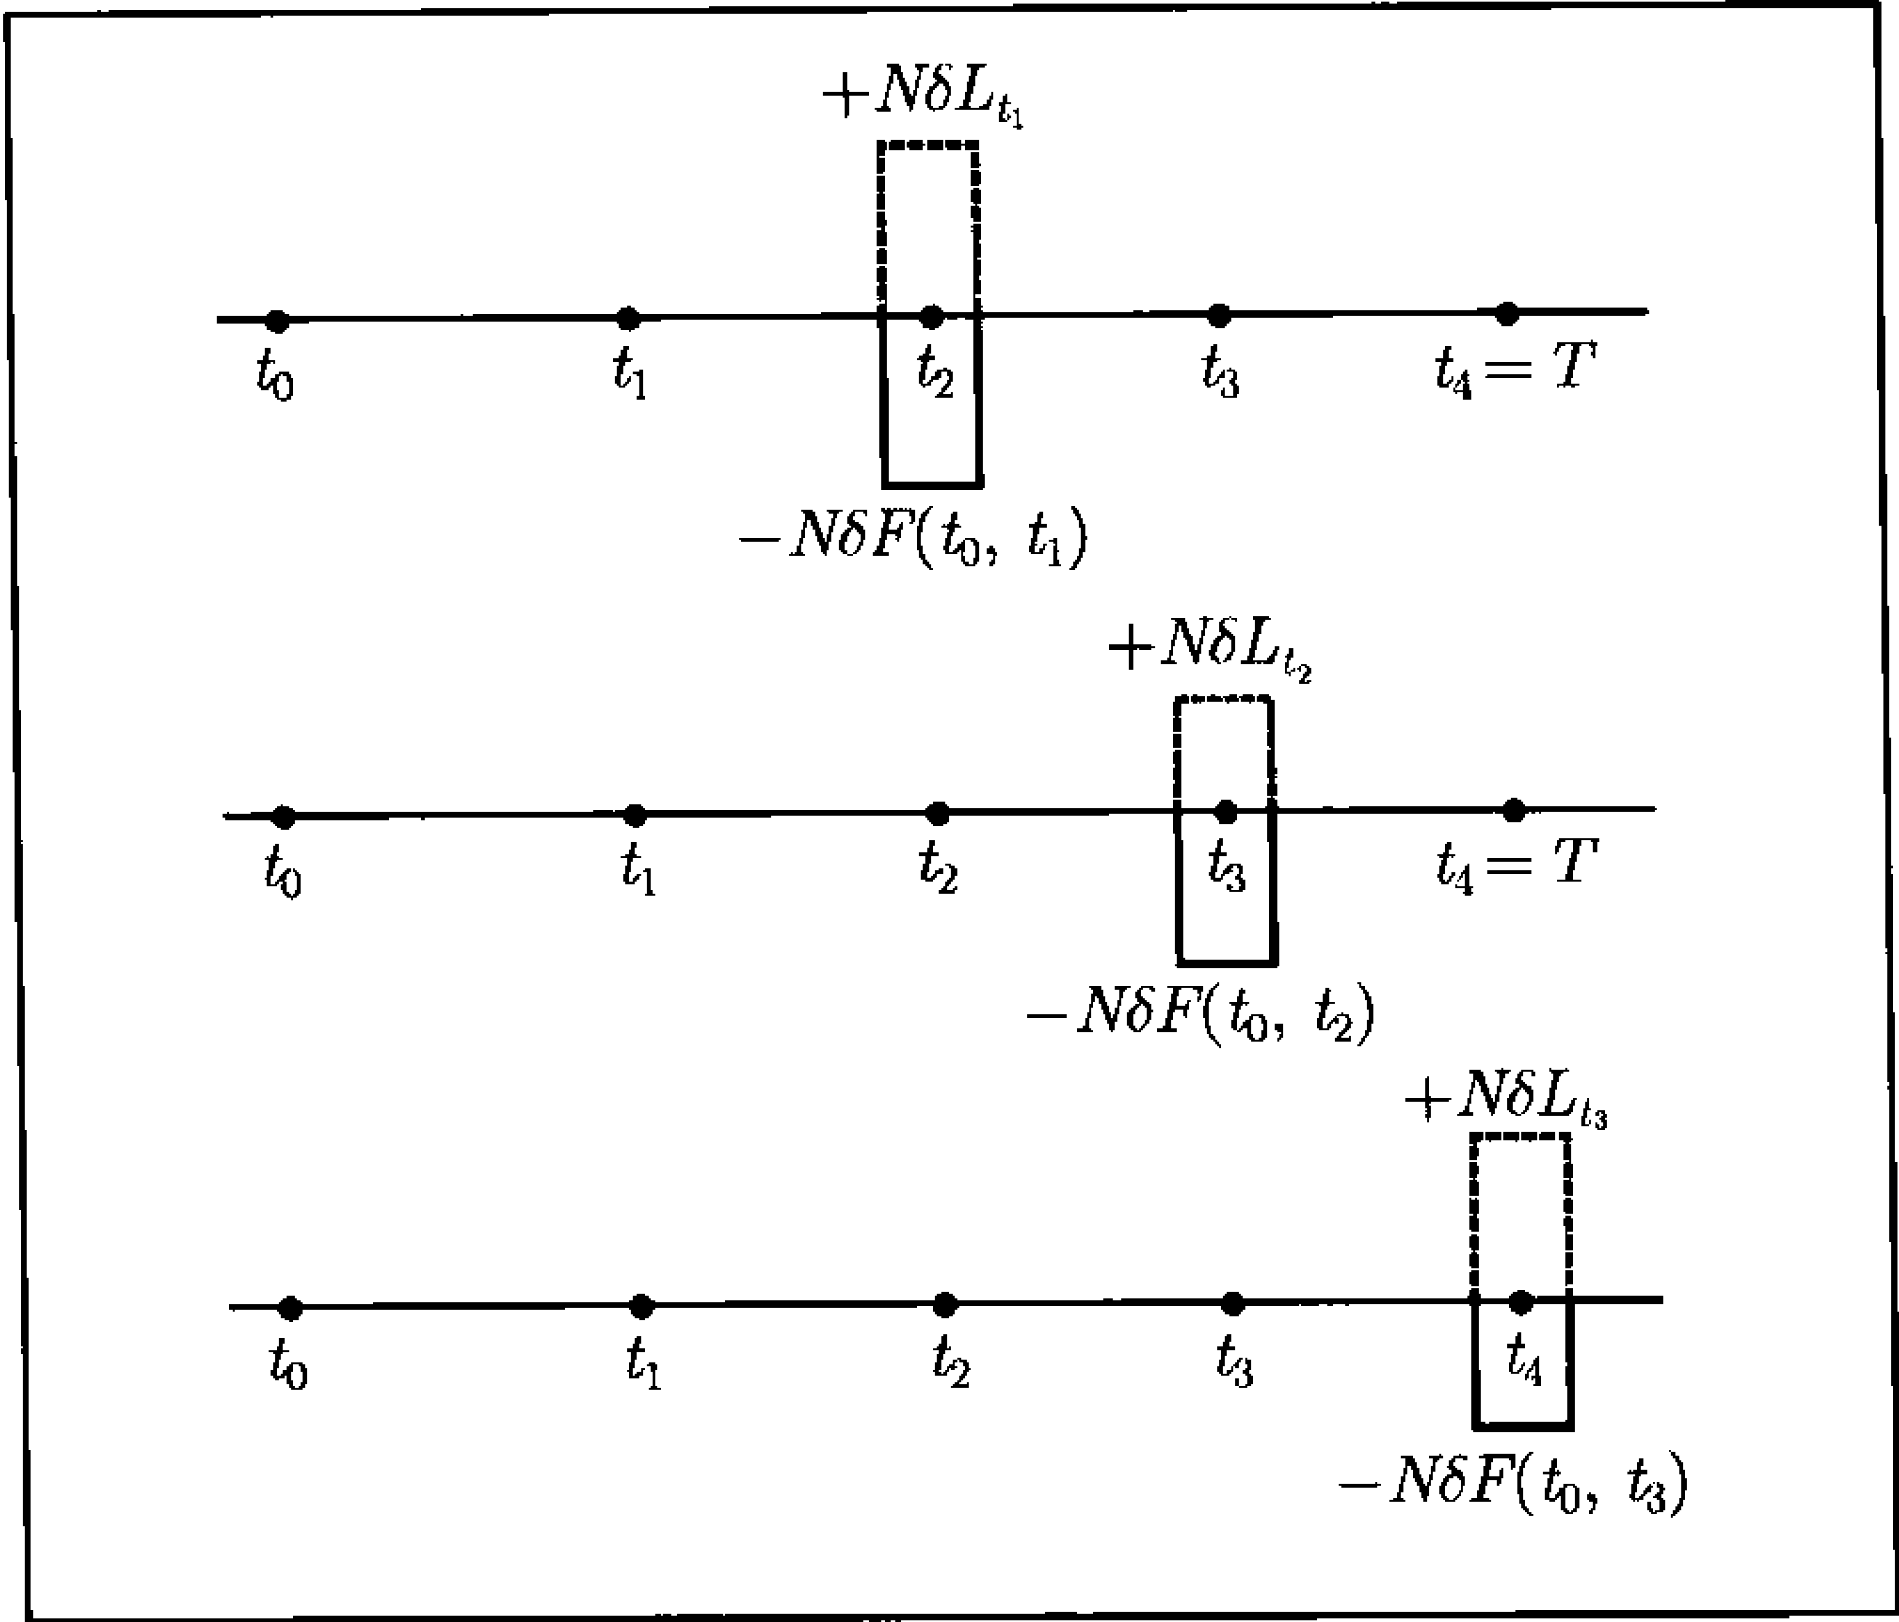 +NδL_{t_1}
t_0 t_1 t_2 t_3 t_4 = T
−NδF(t_0, t_1)
+NδL_{t_2}
t_0 t_1 t_2 t_3 t_4 = T
−NδF(t_0, t_2)
+NδL_{t_3}
t_0 t_1 t_2 t_3 t_4
−NδF(t_0, t_3)